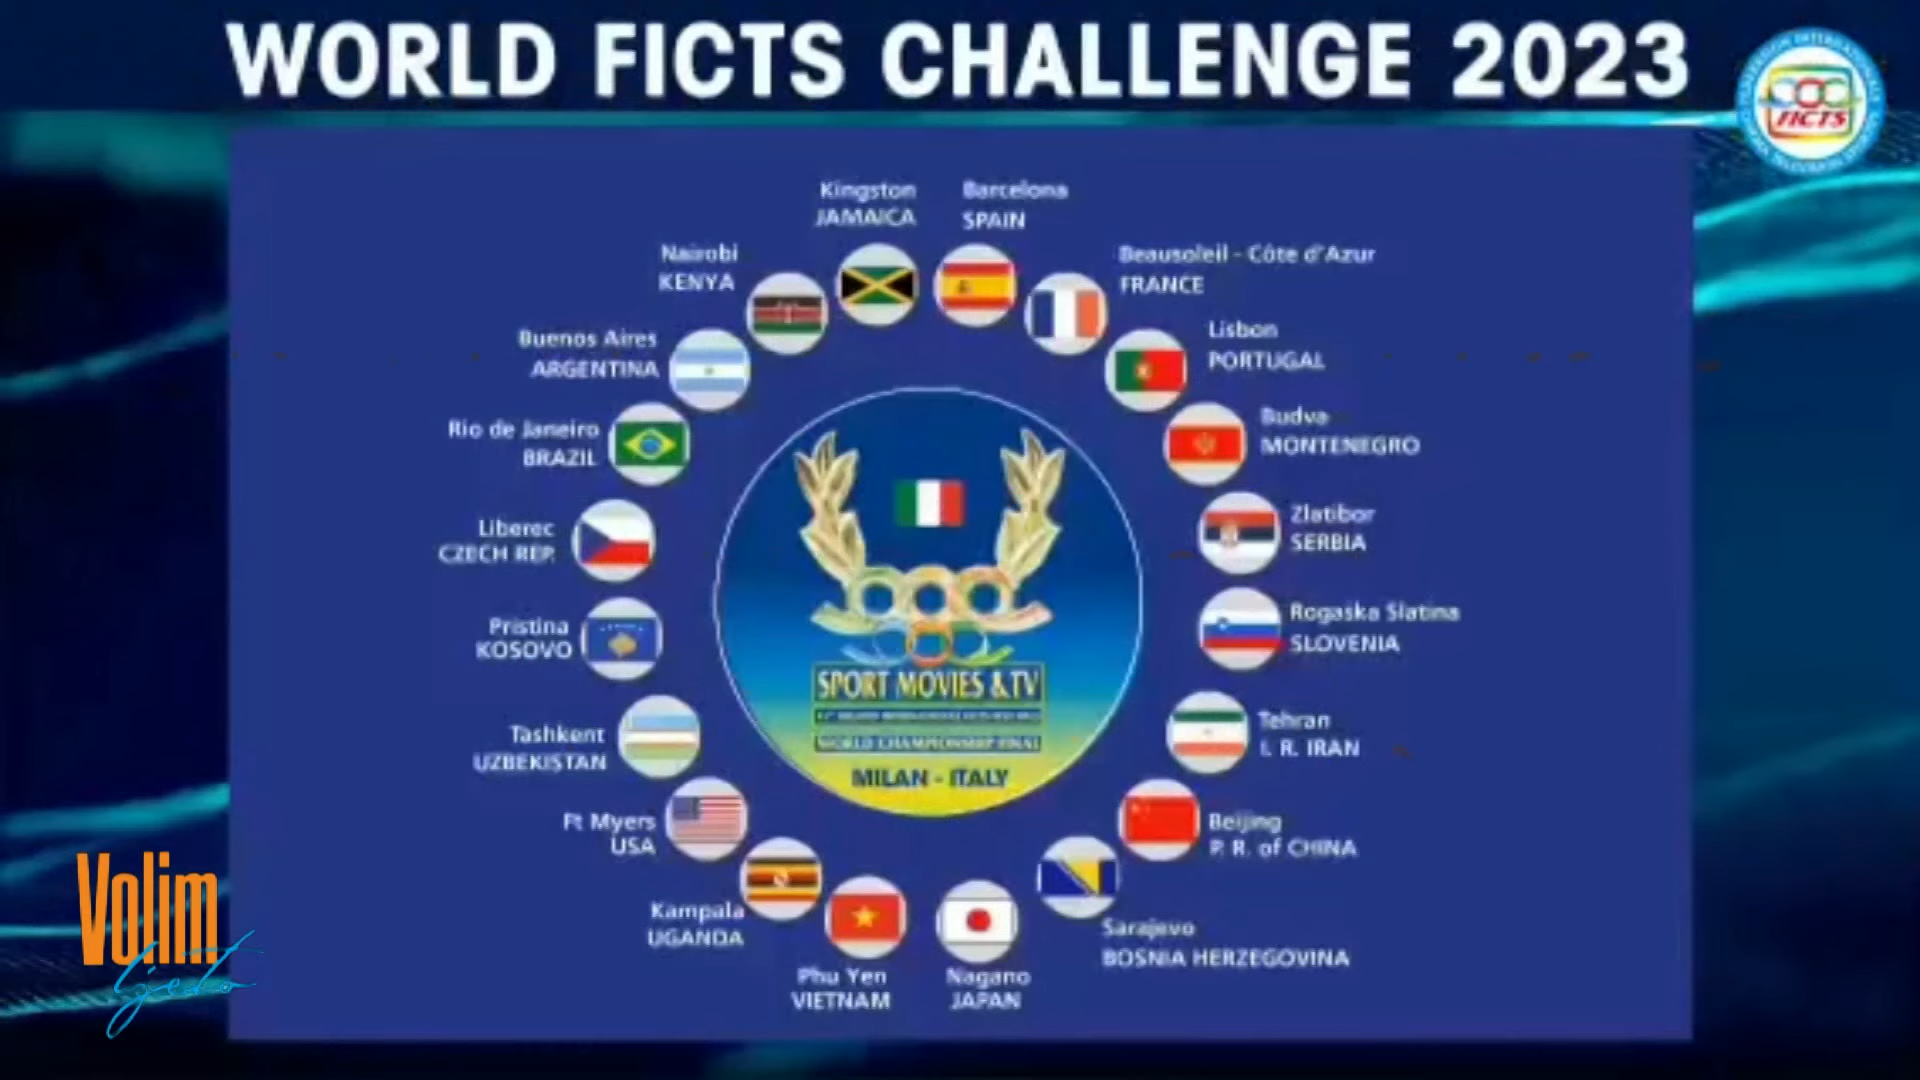 WORLD FICTS CHALLENGE 2023
FICTS
Kingston
JAMAICA
Barcelona
SPAIN
Nairobi
KENYA
Beausoleil - Côte d'Azur
FRANCE
Buenos Aires
ARGENTINA
Lisbon
PORTUGAL
Rio de Janeiro
BRAZIL
Budva
MONTENEGRO
Liberec
CZECH REP.
Zlatibor
SERBIA
Pristina
KOSOVO
Rogaska Slatina
SLOVENIA
Tashkent
UZBEKISTAN
Tehran
I. R. IRAN
Ft Myers
USA
Beijing
P. R. of CHINA
Kampala
UGANDA
Sarajevo
BOSNIA HERZEGOVINA
Phu Yen
VIETNAM
Nagano
JAPAN
SPORT MOVIES & TV
WORLD CHAMPIONSHIP FINAL
MILAN - ITALY
Volim
ljeto